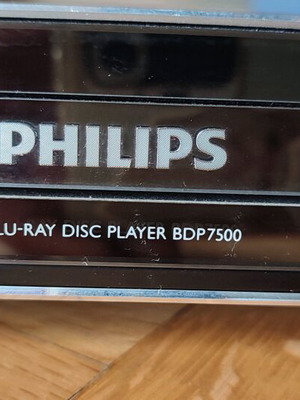 PHILIPS
LU-RAY DISC PLAYER BDP7500